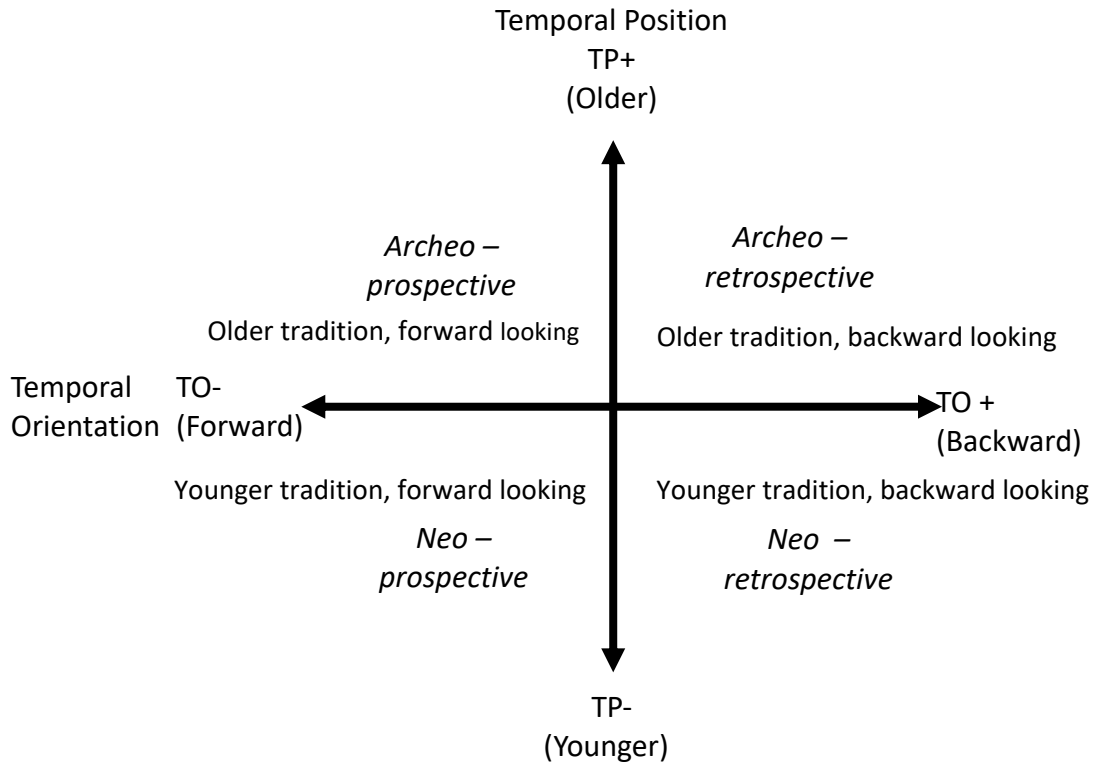 Temporal Position
TP+
(Older)
Archeo –
prospective
Older tradition, forward looking
Archeo –
retrospective
Older tradition, backward looking
Temporal
Orientation
TO-
(Forward)
TO +
(Backward)
Younger tradition, forward looking
Neo –
prospective
Younger tradition, backward looking
Neo –
retrospective
TP-
(Younger)